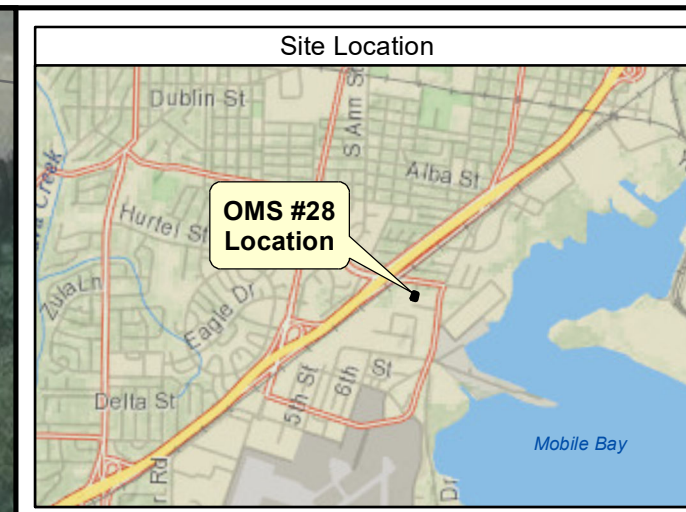 Site Location
Dublin St
S Ann St
Creek
Alba St
Hurtel St
OMS #28
Location
Zula Ln
Eagle Dr
5th St
6th St
Delta St
Mobile Bay
r Rd
Dr